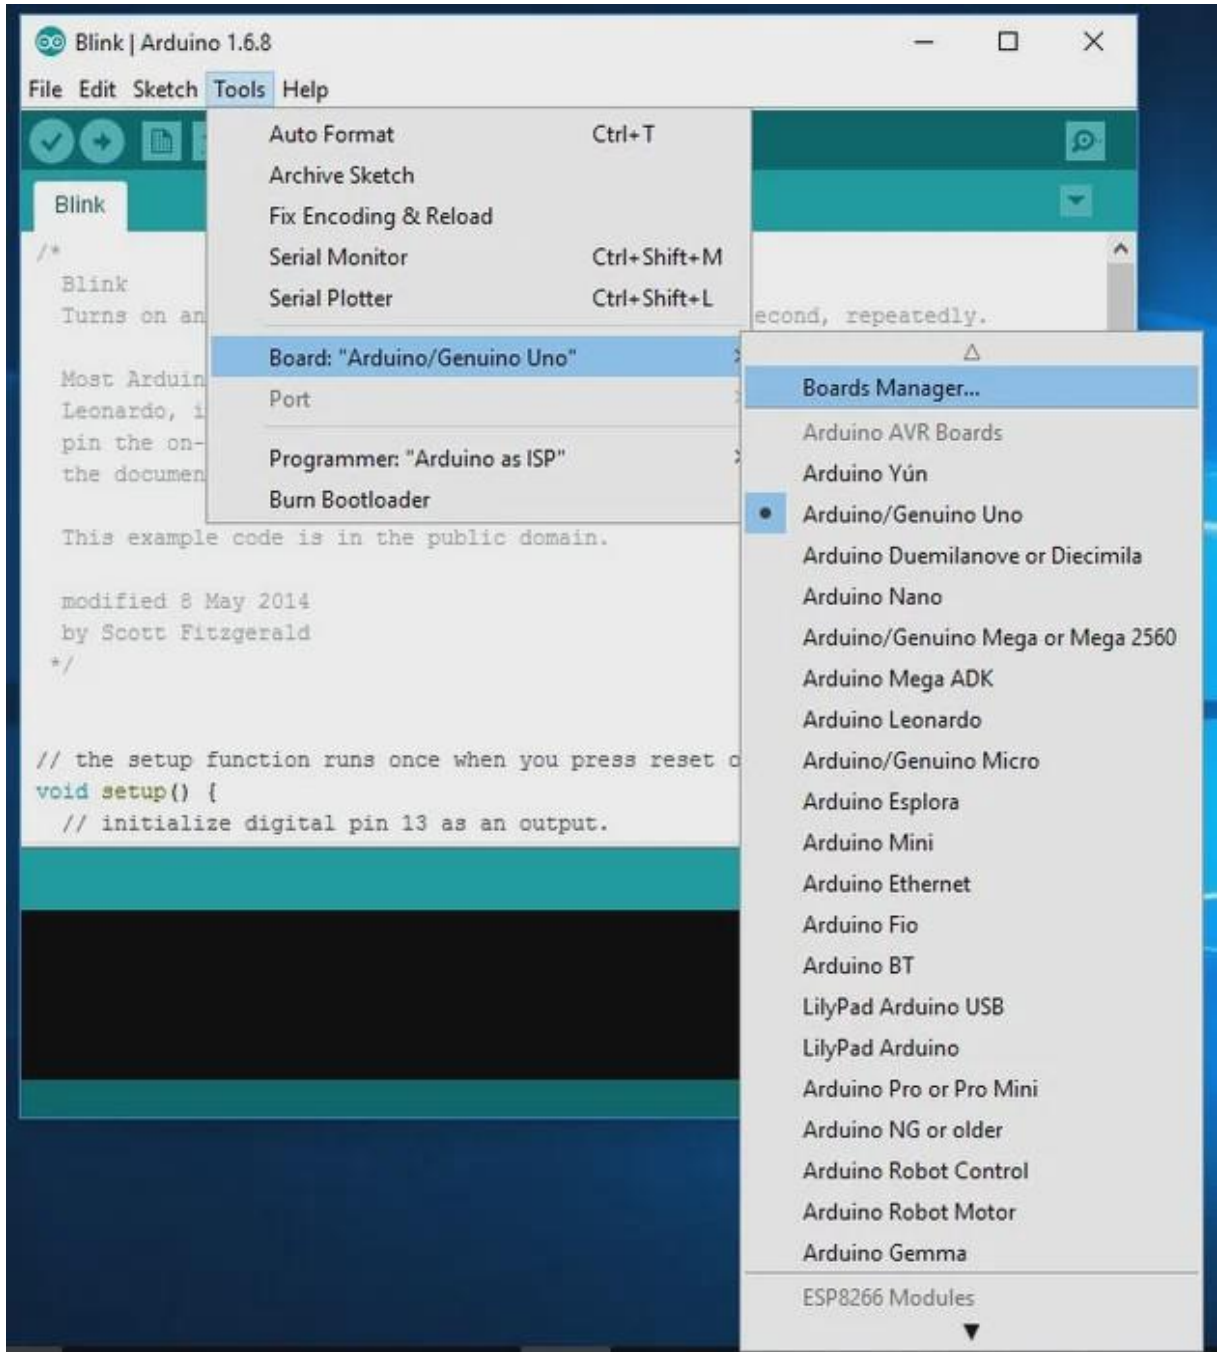 Blink | Arduino 1.6.8
File Edit Sketch Tools Help
Auto Format Ctrl+T
Archive Sketch
Fix Encoding & Reload
Serial Monitor Ctrl+Shift+M
Serial Plotter Ctrl+Shift+L
Board: "Arduino/Genuino Uno"
Port
Programmer: "Arduino as ISP"
Burn Bootloader
Boards Manager...
Arduino AVR Boards
Arduino Yún
Arduino/Genuino Uno
Arduino Duemilanove or Diecimila
Arduino Nano
Arduino/Genuino Mega or Mega 2560
Arduino Mega ADK
Arduino Leonardo
Arduino/Genuino Micro
Arduino Esplora
Arduino Mini
Arduino Ethernet
Arduino Fio
Arduino BT
LilyPad Arduino USB
LilyPad Arduino
Arduino Pro or Pro Mini
Arduino NG or older
Arduino Robot Control
Arduino Robot Motor
Arduino Gemma
ESP8266 Modules
Blink
/*
Blink
Turns on an econd, repeatedly.
Most Arduin
Leonardo, i
pin the on-
the documen
This example code is in the public domain.
modified 8 May 2014
by Scott Fitzgerald
*/
// the setup function runs once when you press reset o
void setup() {
// initialize digital pin 13 as an output.